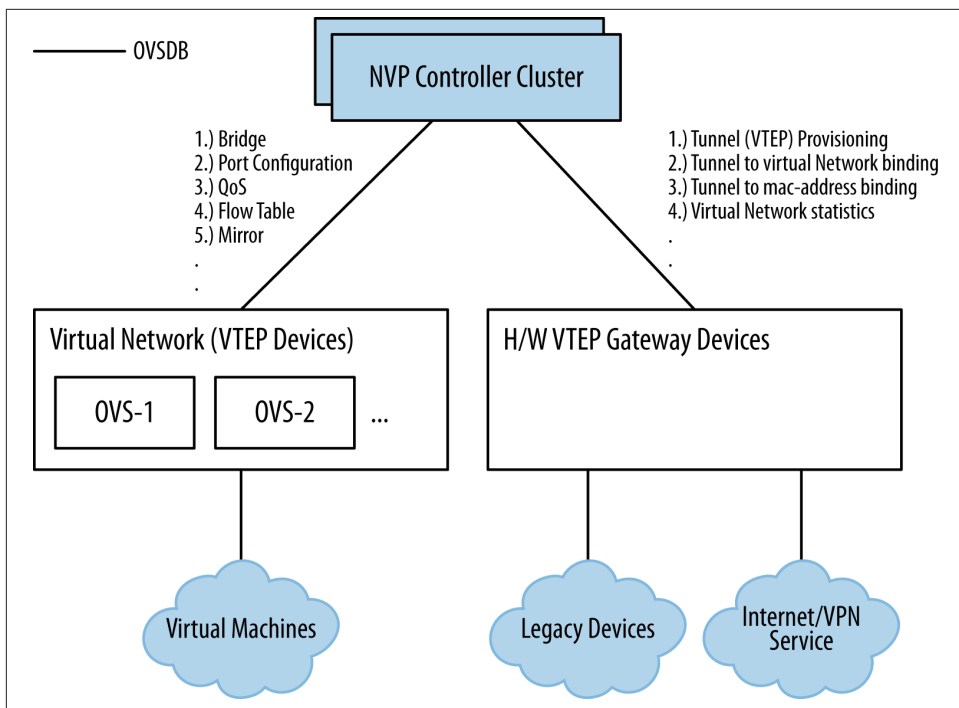 OVSDB
NVP Controller Cluster
1.) Bridge
2.) Port Configuration
3.) QoS
4.) Flow Table
5.) Mirror
.
.
1.) Tunnel (VTEP) Provisioning
2.) Tunnel to virtual Network binding
3.) Tunnel to mac-address binding
4.) Virtual Network statistics
.
.
Virtual Network (VTEP Devices)
OVS-1
OVS-2
...
H/W VTEP Gateway Devices
Virtual Machines
Legacy Devices
Internet/VPN
Service